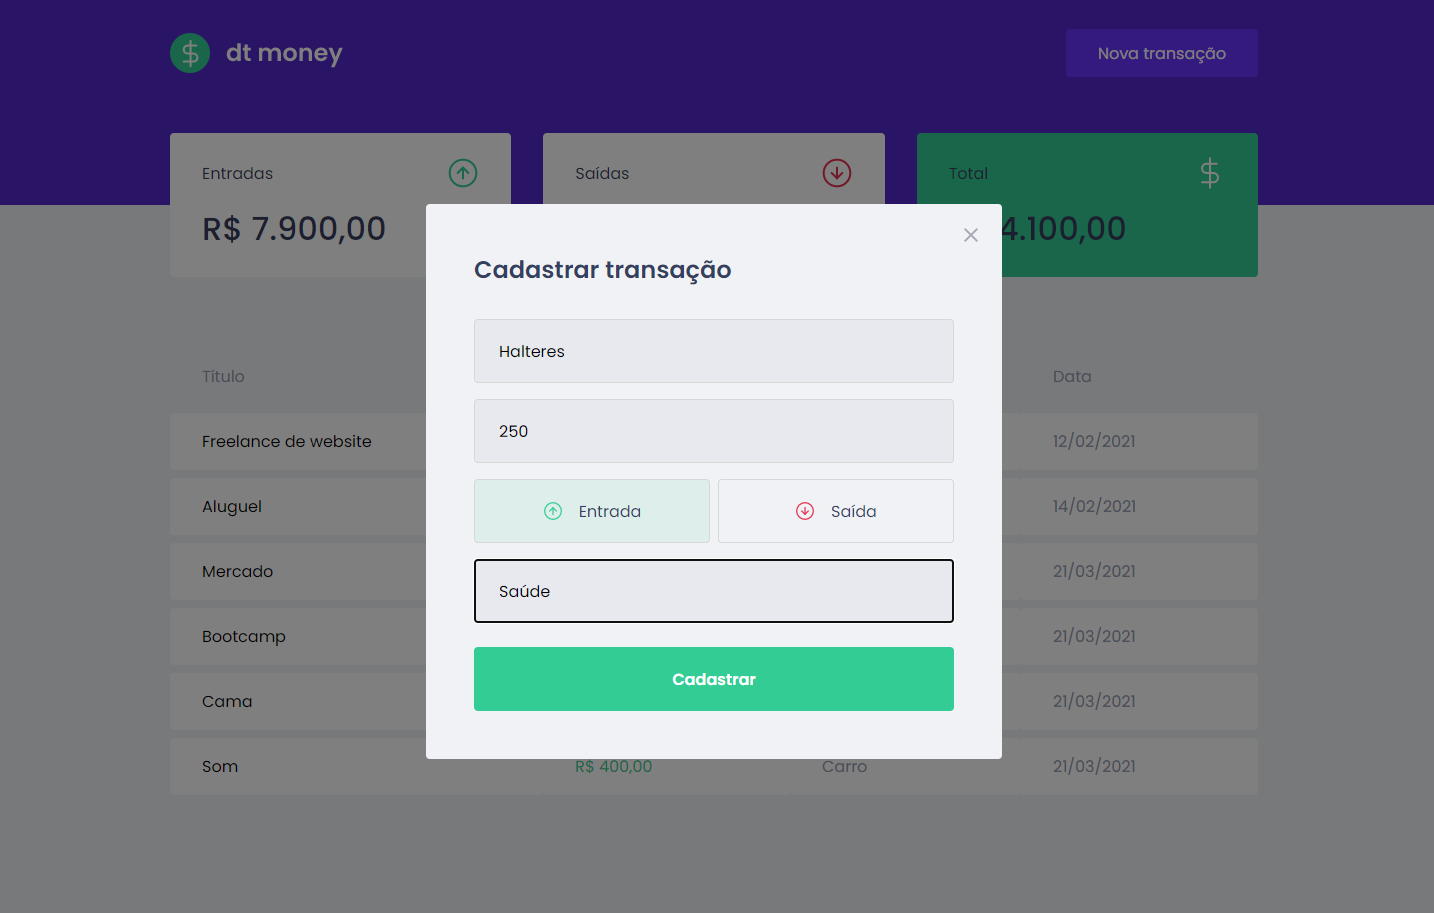 dt money
Nova transação
Entradas
Saídas
Total
R$ 7.900,00
4.100,00
Cadastrar transação
Halteres
250
Entrada
Saída
Saúde
Cadastrar
Título
Data
Freelance de website
12/02/2021
Aluguel
14/02/2021
Mercado
21/03/2021
Bootcamp
21/03/2021
Cama
21/03/2021
Som
R$ 400,00
Carro
21/03/2021